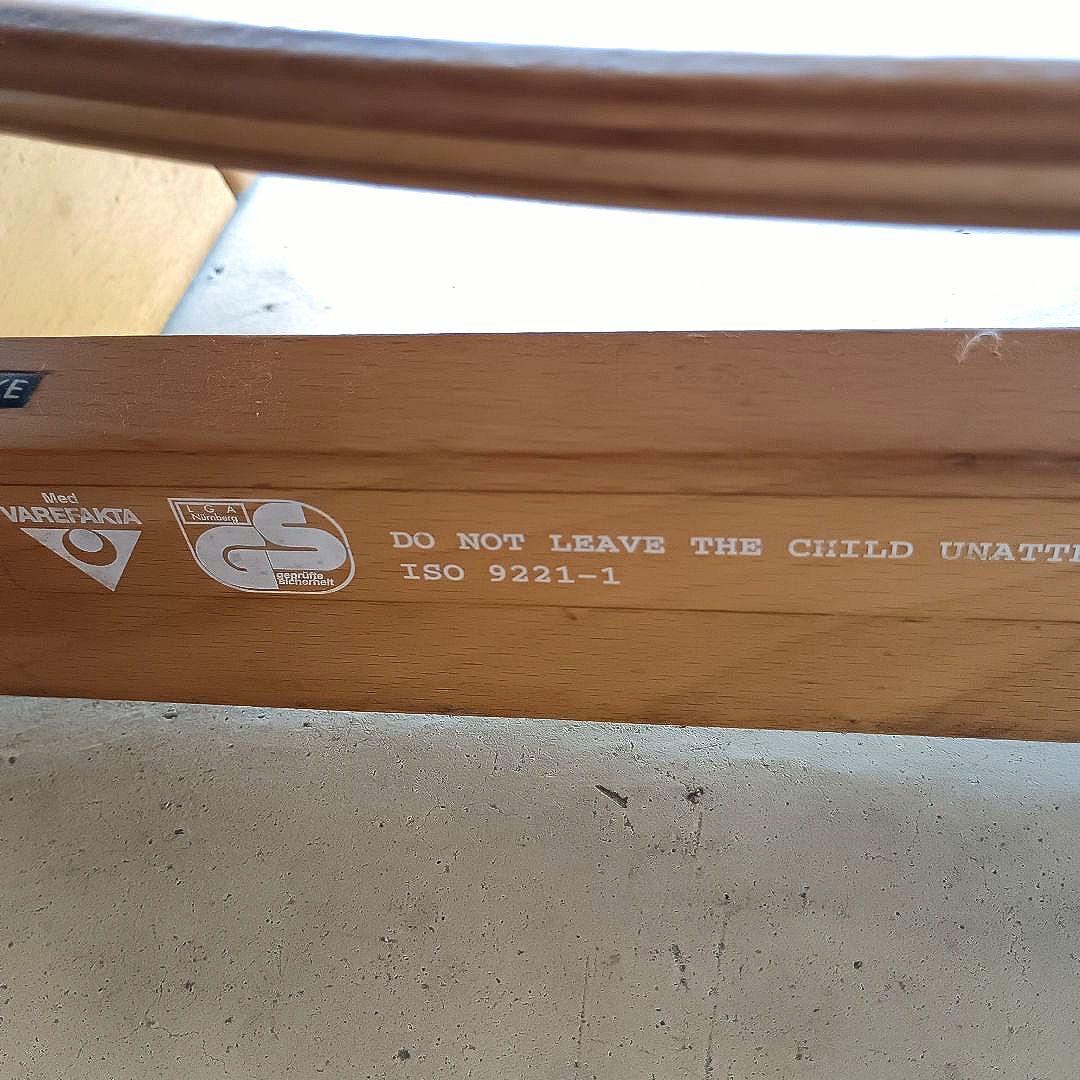 Med
VAREFAKTA
LGA
Nürnberg
GS
geprüfte
sicherheit
DO NOT LEAVE THE CHILD
ISO 9221-1